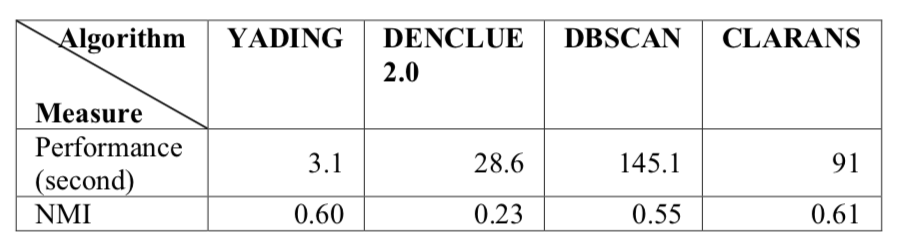 Algorithm YADING DENCLUE DBSCAN CLARANS
2.0
Measure
Performance
(second) 3.1 28.6 145.1 91
NMI 0.60 0.23 0.55 0.61